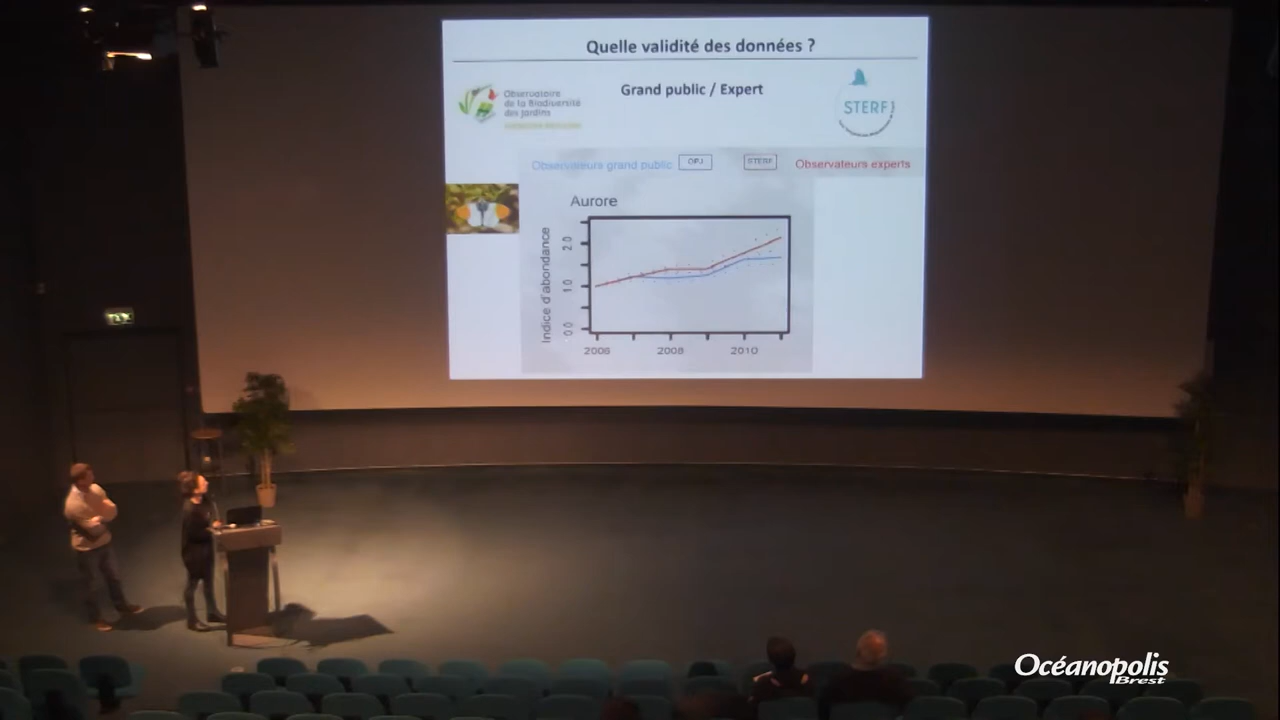 Quelle validité des données ?
Grand public / Expert
Observatoire
de la Biodiversité
des Jardins
STERF
Observateurs grand public
OPJ
STERF
Observateurs experts
Aurore
Indice d'abondance
2.0
1.0
0.0
2006
2008
2010
Océanopolis
Brest